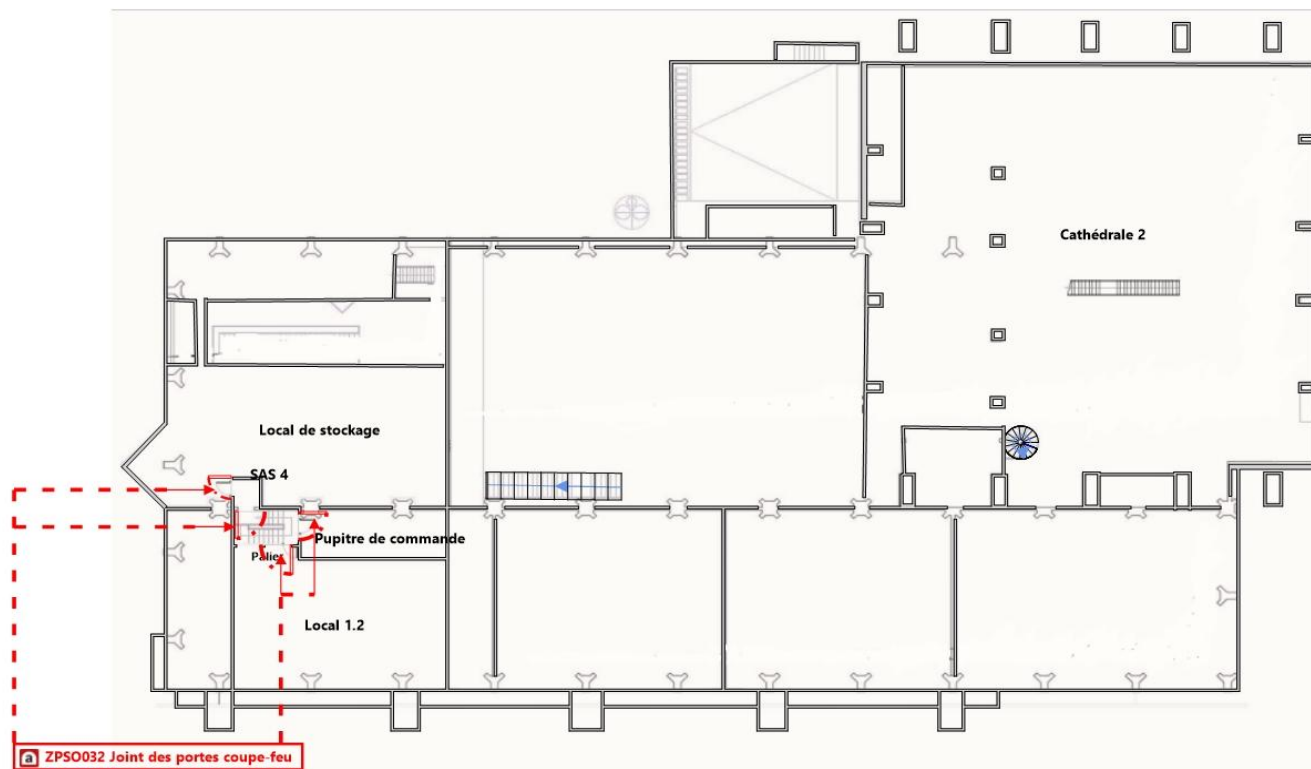 Cathédrale 2
Local de stockage
SAS 4
Pupitre de commande
Palier
Local 1.2
a ZPSO032 Joint des portes coupe-feu